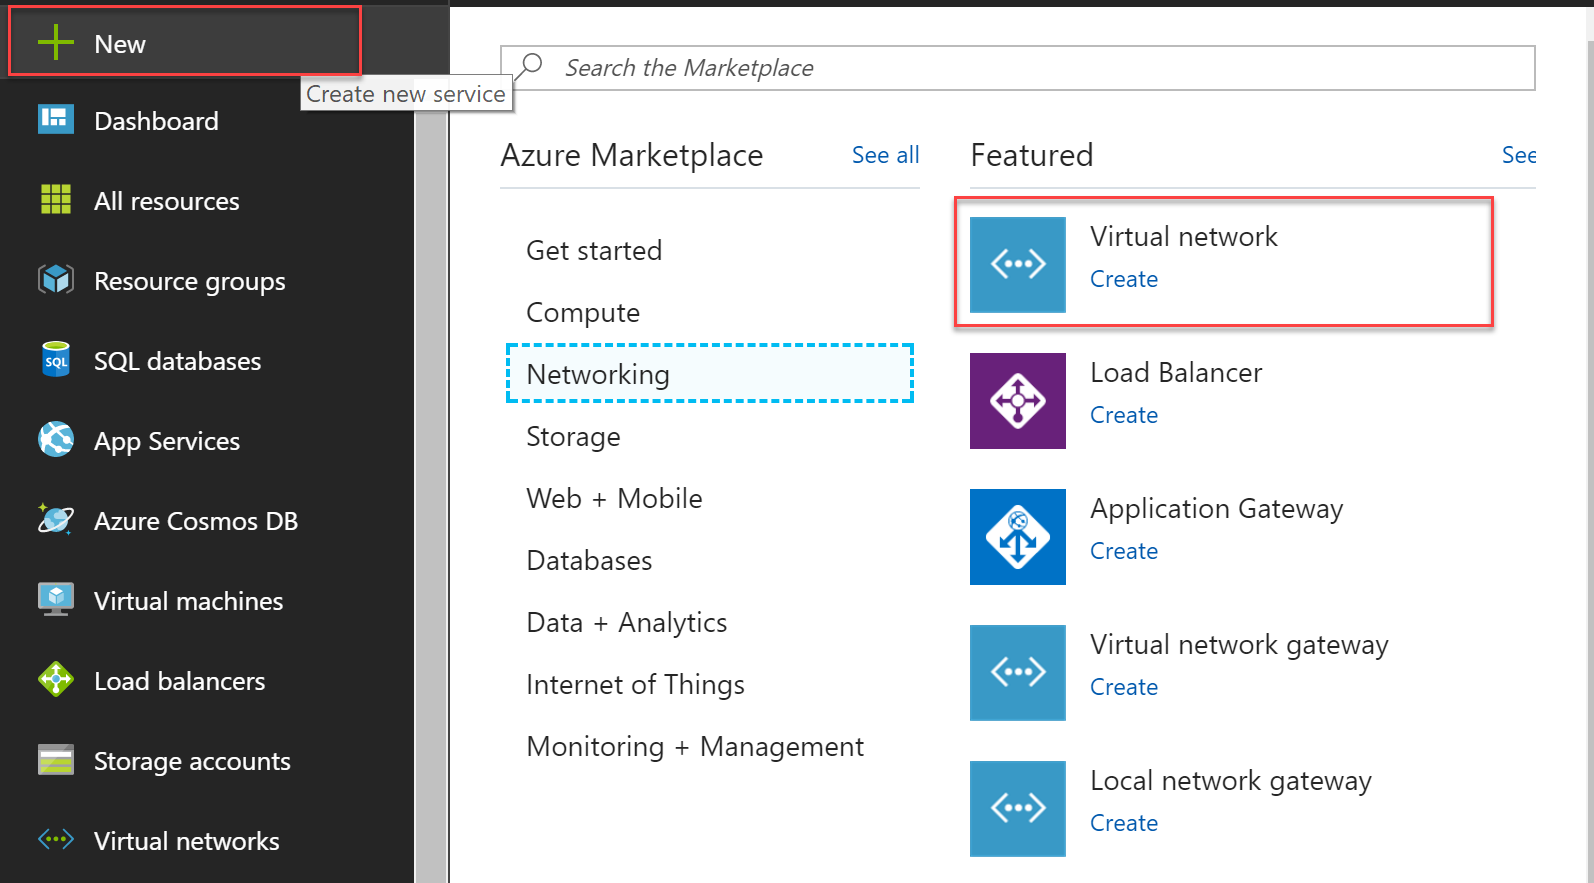 New
Create new service
Dashboard
All resources
Resource groups
SQL
SQL databases
App Services
Azure Cosmos DB
Virtual machines
Load balancers
Storage accounts
Virtual networks
Search the Marketplace
Azure Marketplace
See all
Get started
Compute
Networking
Storage
Web + Mobile
Databases
Data + Analytics
Internet of Things
Monitoring + Management
Featured
See
Virtual network
Create
Load Balancer
Create
Application Gateway
Create
Virtual network gateway
Create
Local network gateway
Create